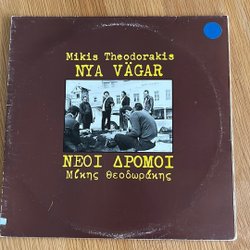 Mikis Theodorakis
NYA VÄGAR
ΝΕΟΙ ΔΡΟΜΟΙ
Μίκης Θεοδωράκης